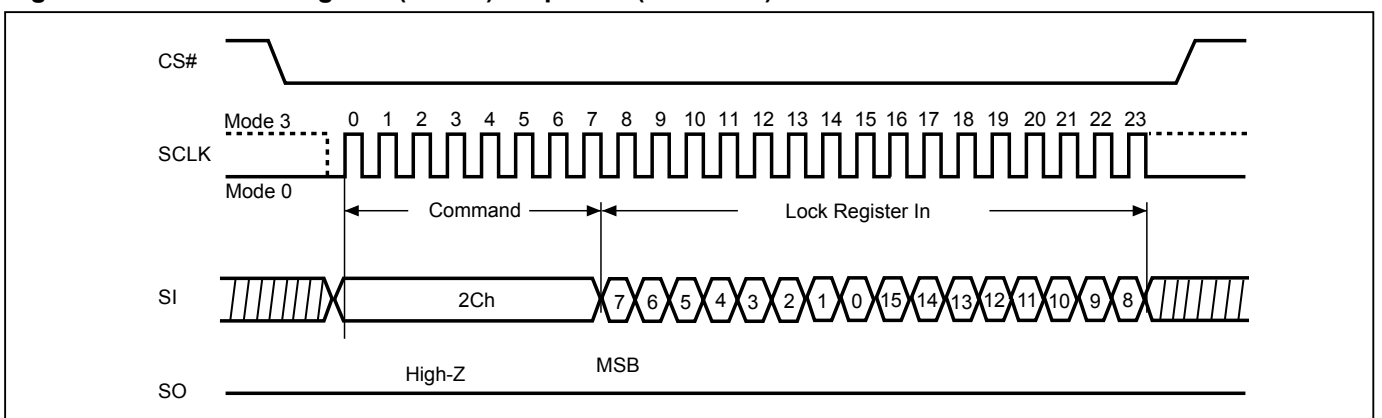 CS#
Mode 3 0 1 2 3 4 5 6 7 8 9 10 11 12 13 14 15 16 17 18 19 20 21 22 23
SCLK
Mode 0
Command Lock Register In
SI 2Ch 7 6 5 4 3 2 1 0 15 14 13 12 11 10 9 8
High-Z MSB
SO